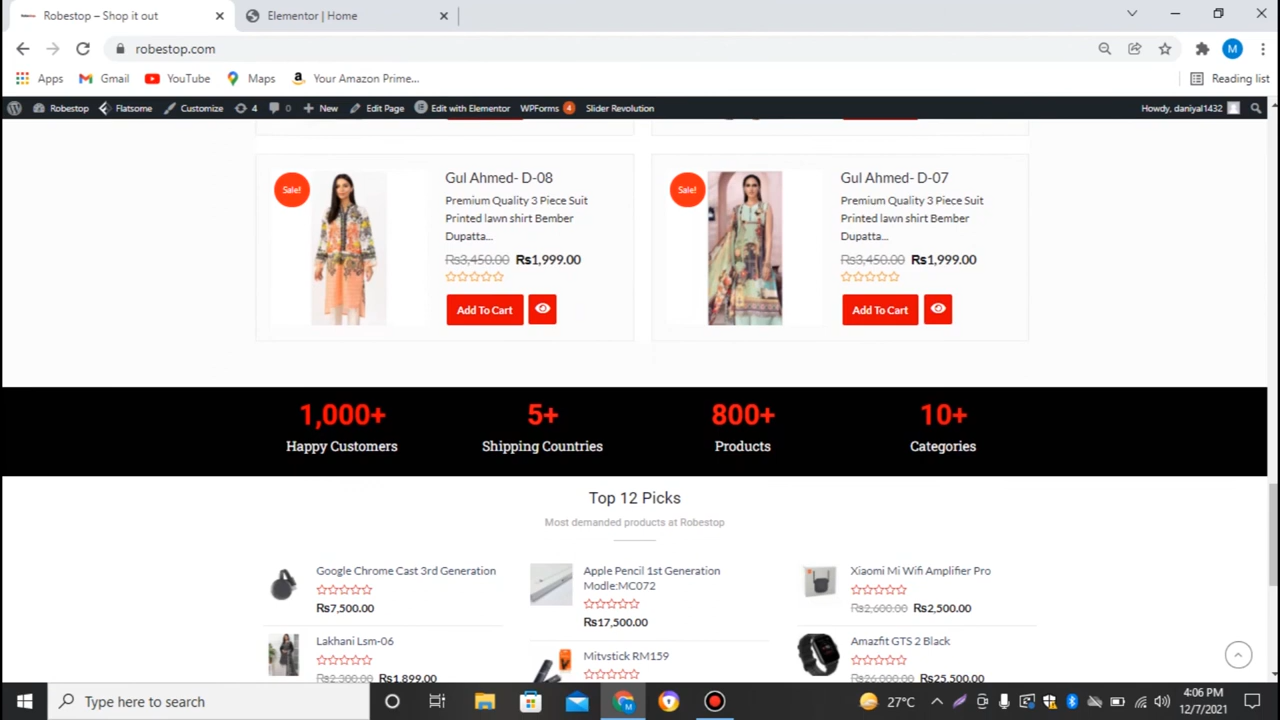 Robestop – Shop it out
Elementor | Home
robestop.com
M
Apps
Gmail
YouTube
Maps
Your Amazon Prime...
Reading list
Robestop
Flatsome
Customize
4
0
New
Edit Page
Edit with Elementor
WPForms 4
Slider Revolution
Howdy, daniyal1432
Sale!
Gul Ahmed- D-08
Premium Quality 3 Piece Suit
Printed lawn shirt Bember
Dupatta...
₨3,450.00 ₨1,999.00
Add To Cart
Sale!
Gul Ahmed- D-07
Premium Quality 3 Piece Suit
Printed lawn shirt Bember
Dupatta...
₨3,450.00 ₨1,999.00
Add To Cart
1,000+
Happy Customers
5+
Shipping Countries
800+
Products
10+
Categories
Top 12 Picks
Most demanded products at Robestop
Google Chrome Cast 3rd Generation
₨7,500.00
Lakhani Lsm-06
₨2,300.00 ₨1,899.00
Apple Pencil 1st Generation
Modle:MC072
₨17,500.00
Mitvstick RM159
Xiaomi Mi Wifi Amplifier Pro
₨2,600.00 ₨2,500.00
Amazfit GTS 2 Black
₨26,000.00 ₨25,500.00
Type here to search
27°C
4:06 PM
12/7/2021